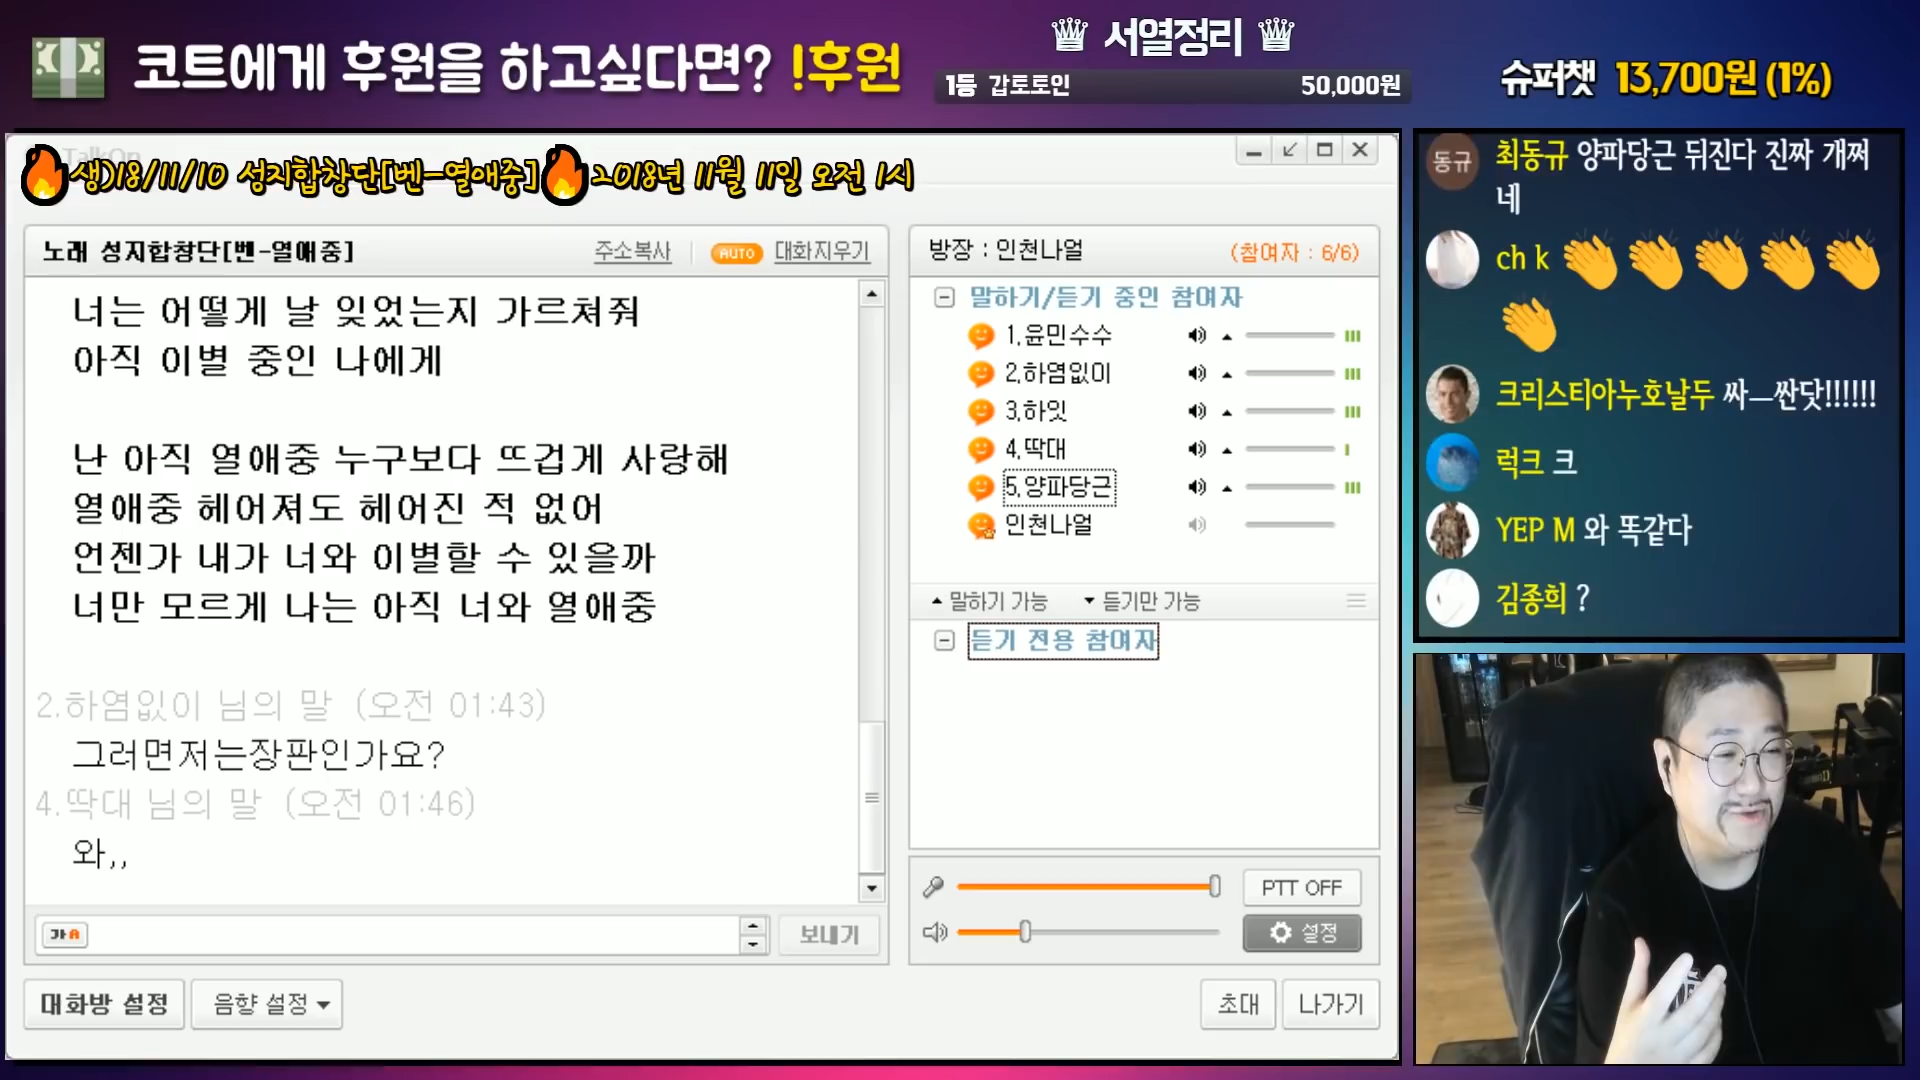 코트에게 후원을 하고싶다면? !후원
서열정리
1등 갑토토인 50,000원
슈퍼챗 13,700원 (1%)
TalkOn
생)18/11/10 성지합창단[벤-열애중] 2018년 11월 11일 오전 1시
노래 성지합창단[벤-열애중] 주소복사 AUTO 대화지우기
너는 어떻게 날 잊었는지 가르쳐줘
아직 이별 중인 나에게
난 아직 열애중 누구보다 뜨겁게 사랑해
열애중 헤어져도 헤어진 적 없어
언젠가 내가 너와 이별할 수 있을까
너만 모르게 나는 아직 너와 열애중
2.하염없이 님의 말 (오전 01:43)
그러면저는장판인가요?
4.딱대 님의 말 (오전 01:46)
와,,
가A
보내기
대화방 설정
음향 설정
방장 : 인천나얼 (참여자 : 6/6)
말하기/듣기 중인 참여자
1.윤민수수
2.하염없이
3.하잇
4.딱대
5.양파당근
인천나얼
말하기 가능 듣기만 가능
듣기 전용 참여자
PTT OFF
설정
초대
나가기
동규
최동규 양파당근 뒤진다 진짜 개쩌
네
ch k
크리스티아누호날두 싸—싼닷!!!!!!
럭크 크
YEP M 와 똑같다
김종희 ?